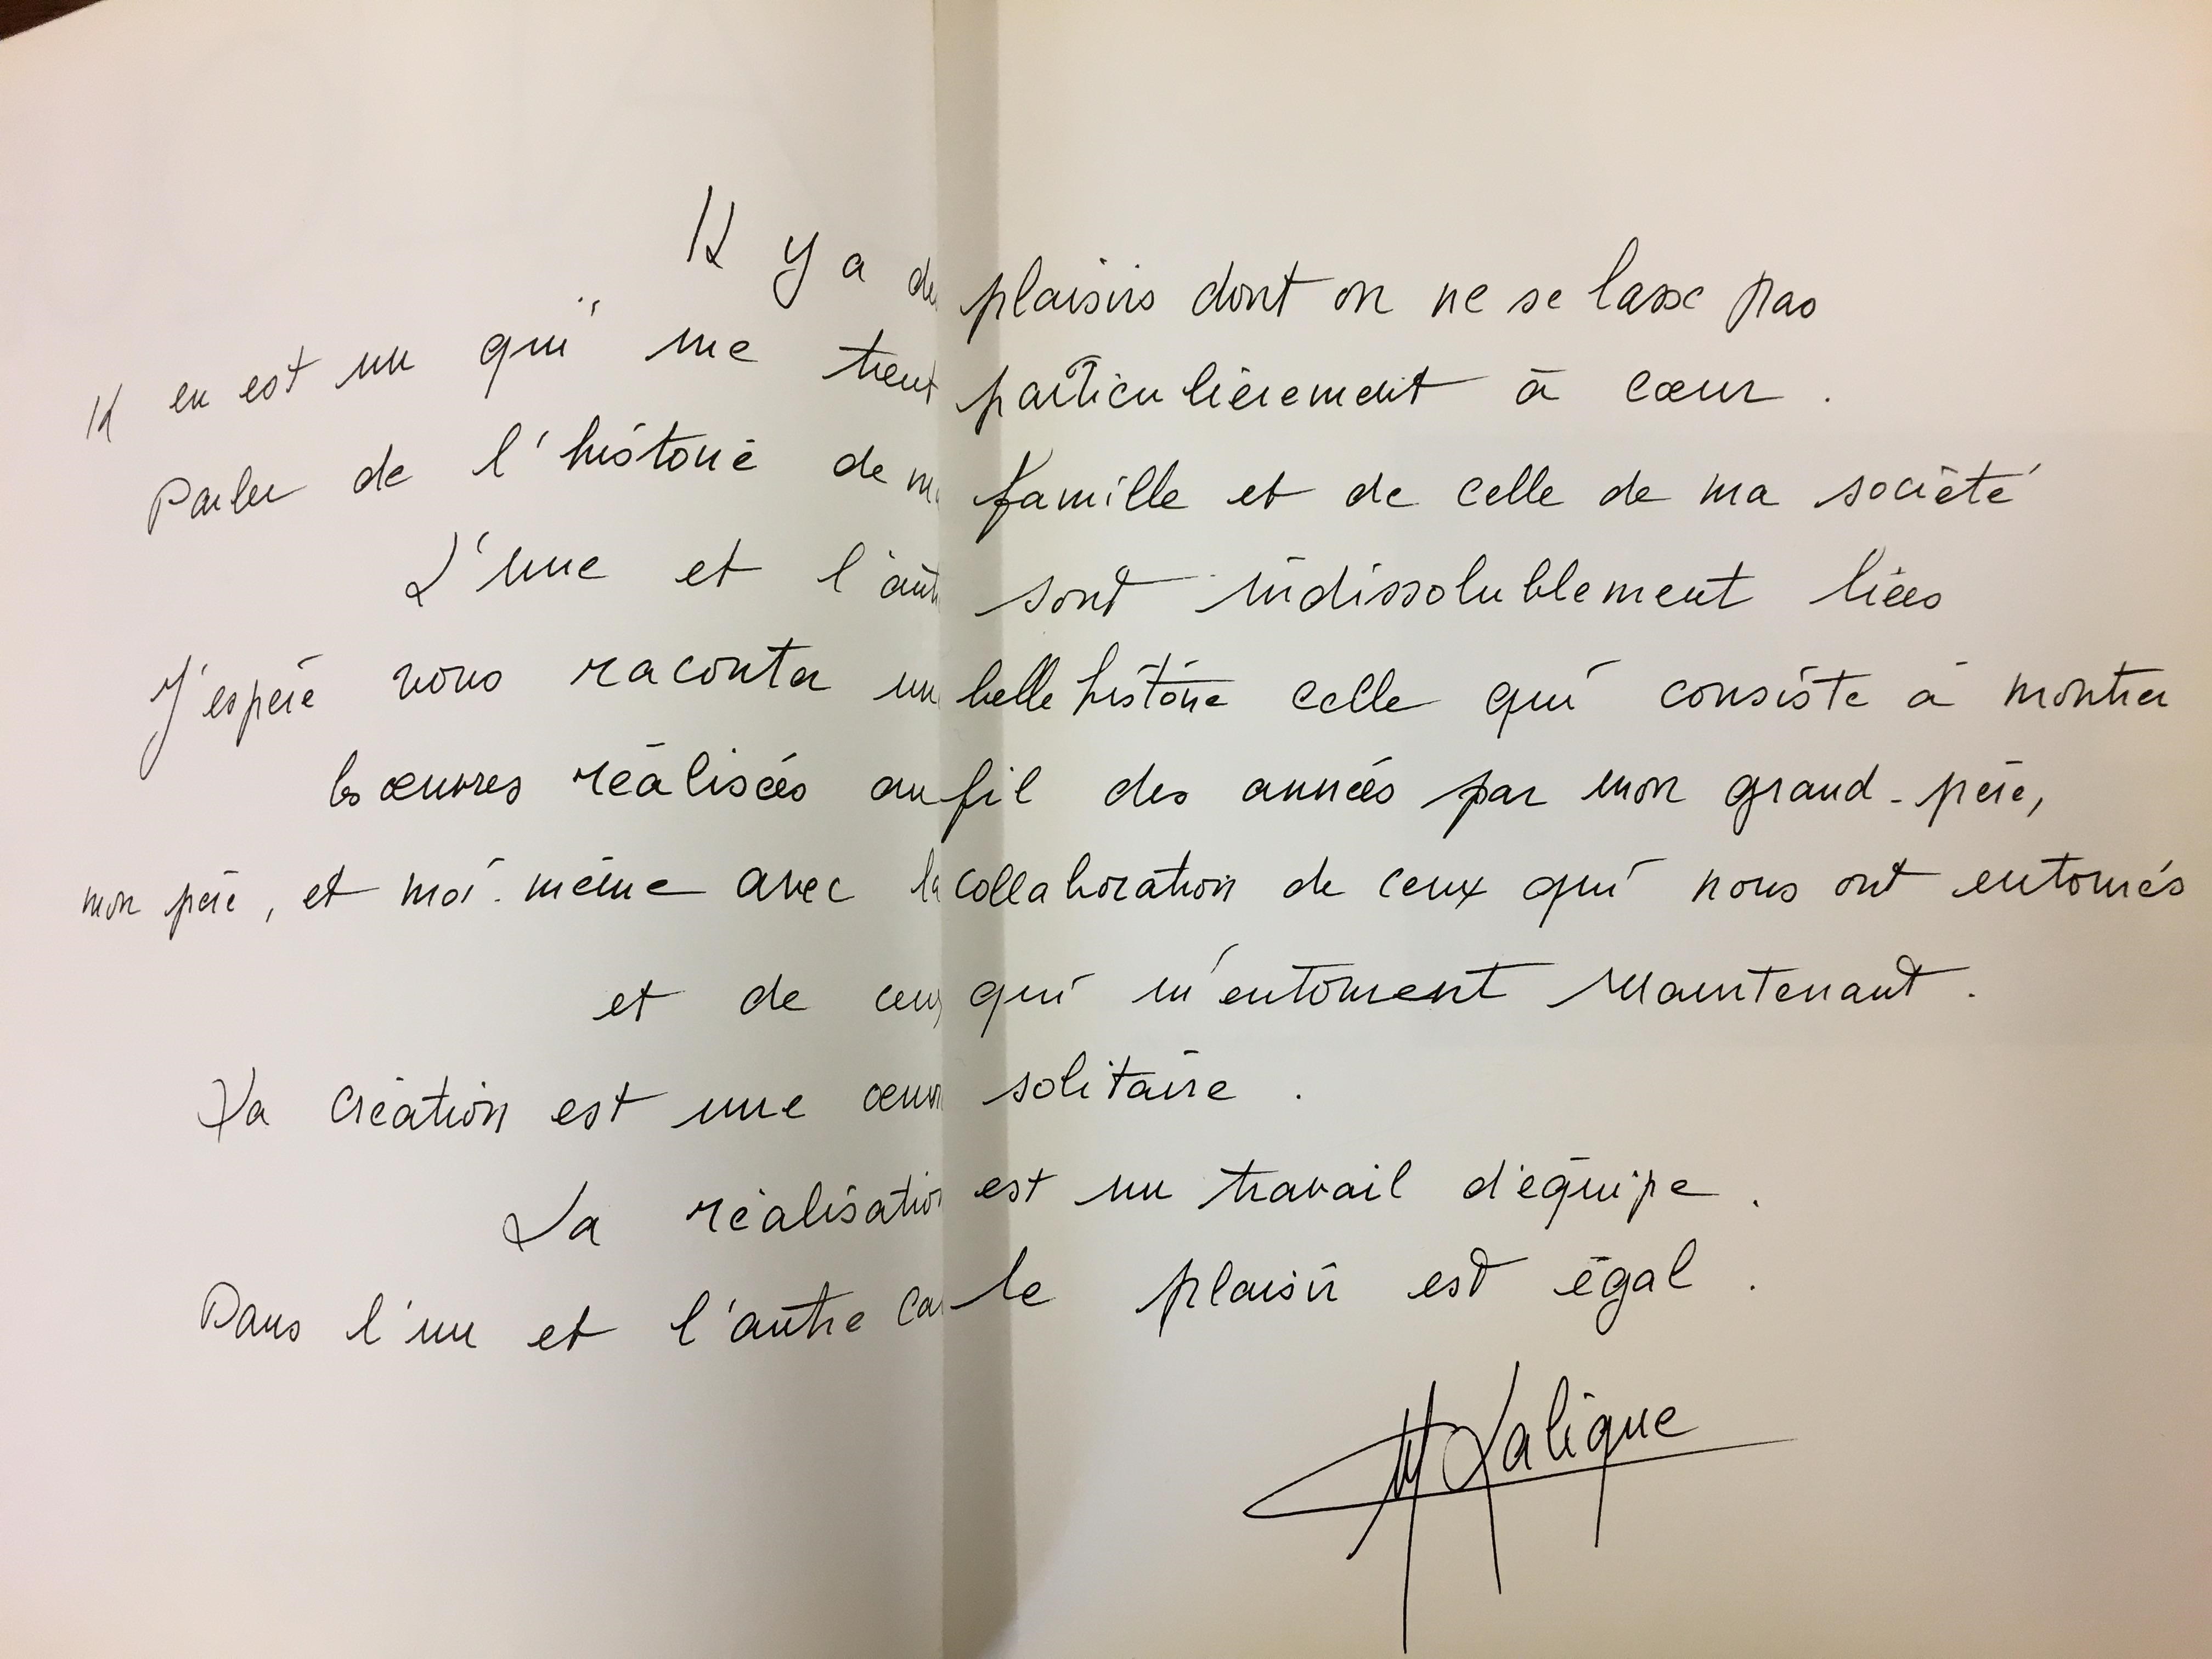 Il y a des plaisirs dont on ne se lasse pas
Il en est un qui me tient particulièrement à cœur .
Parler de l'histoire de ma famille et de celle de ma société
L'une et l'autre sont indissolublement liées
J'espère vous raconter une belle histoire celle qui consiste à montrer
les œuvres réalisées au fil des années par mon grand-père,
mon père, et moi-même avec la collaboration de ceux qui nous ont entourés
et de ceux qui m'entourent maintenant.
La création est une œuvre solitaire .
La réalisation est un travail d'équipe .
Dans l'un et l'autre cas le plaisir est égal .
M Lalique